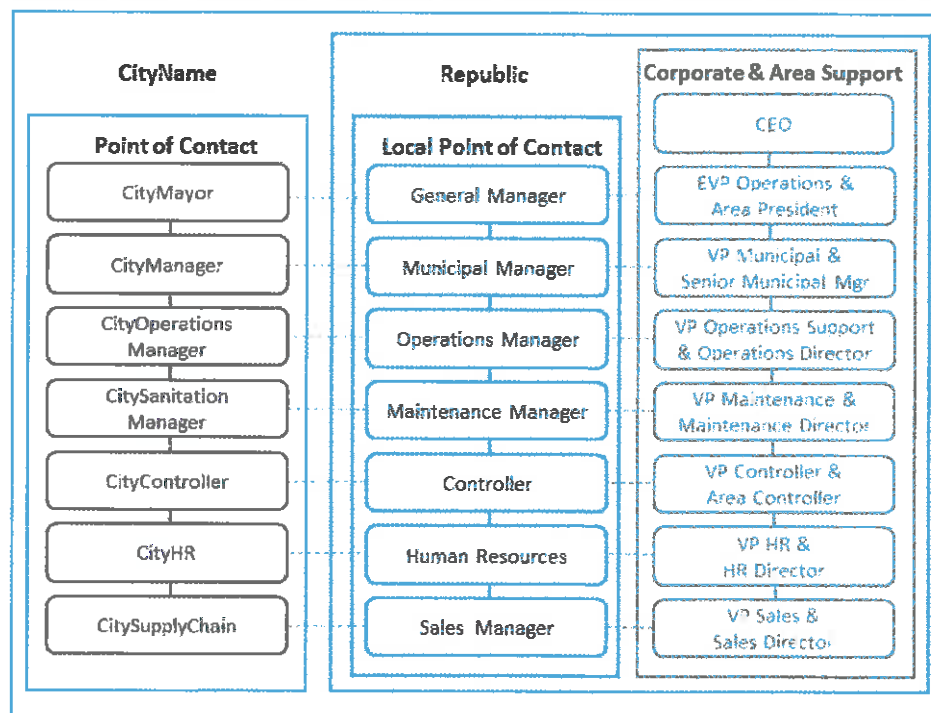 CityName
Point of Contact
CityMayor
CityManager
CityOperations
Manager
CitySanitation
Manager
CityController
CityHR
CitySupplyChain
Republic
Local Point of Contact
General Manager
Municipal Manager
Operations Manager
Maintenance Manager
Controller
Human Resources
Sales Manager
Corporate & Area Support
CEO
EVP Operations &
Area President
VP Municipal &
Senior Municipal Mgr
VP Operations Support
& Operations Director
VP Maintenance &
Maintenance Director
VP Controller &
Area Controller
VP HR &
HR Director
VP Sales &
Sales Director